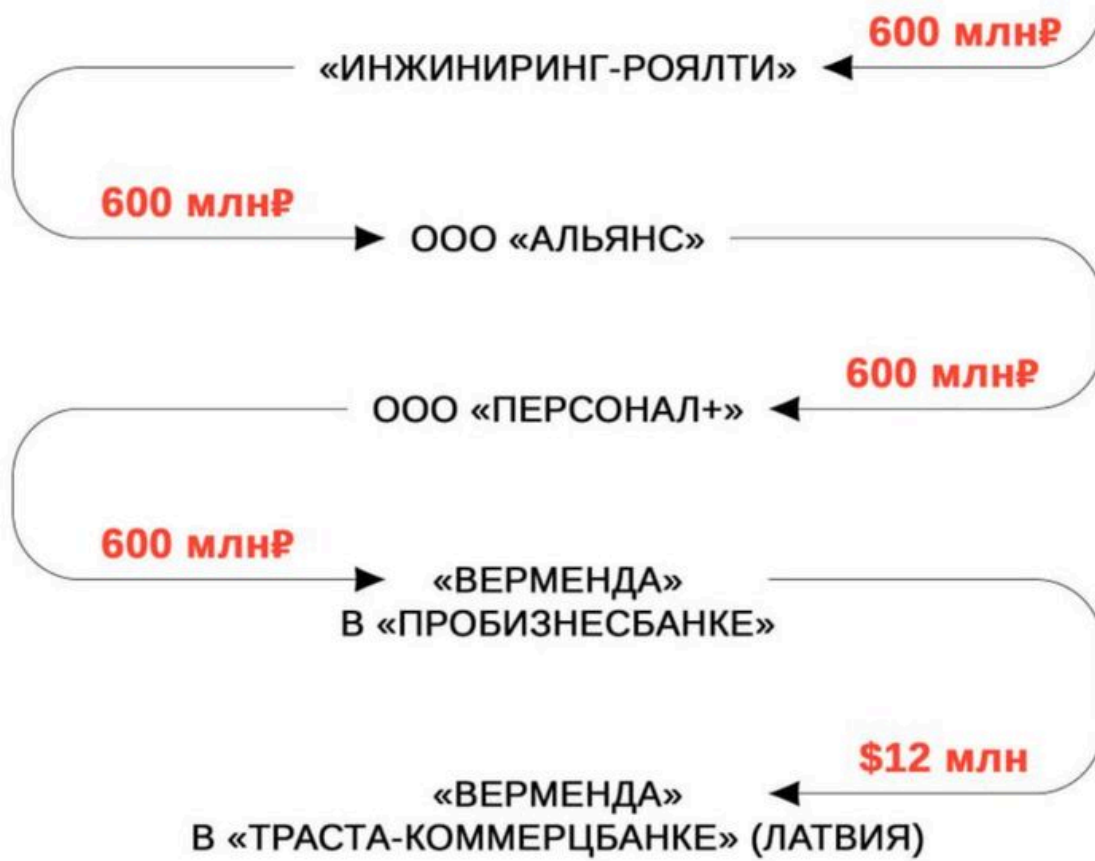 600 млн₽
«ИНЖИНИРИНГ-РОЯЛТИ»
600 млн₽
ООО «АЛЬЯНС»
600 млн₽
ООО «ПЕРСОНАЛ+»
600 млн₽
«ВЕРМЕНДА»
В «ПРОБИЗНЕСБАНКЕ»
$12 млн
«ВЕРМЕНДА»
В «ТРАСТА-КОММЕРЦБАНКЕ» (ЛАТВИЯ)